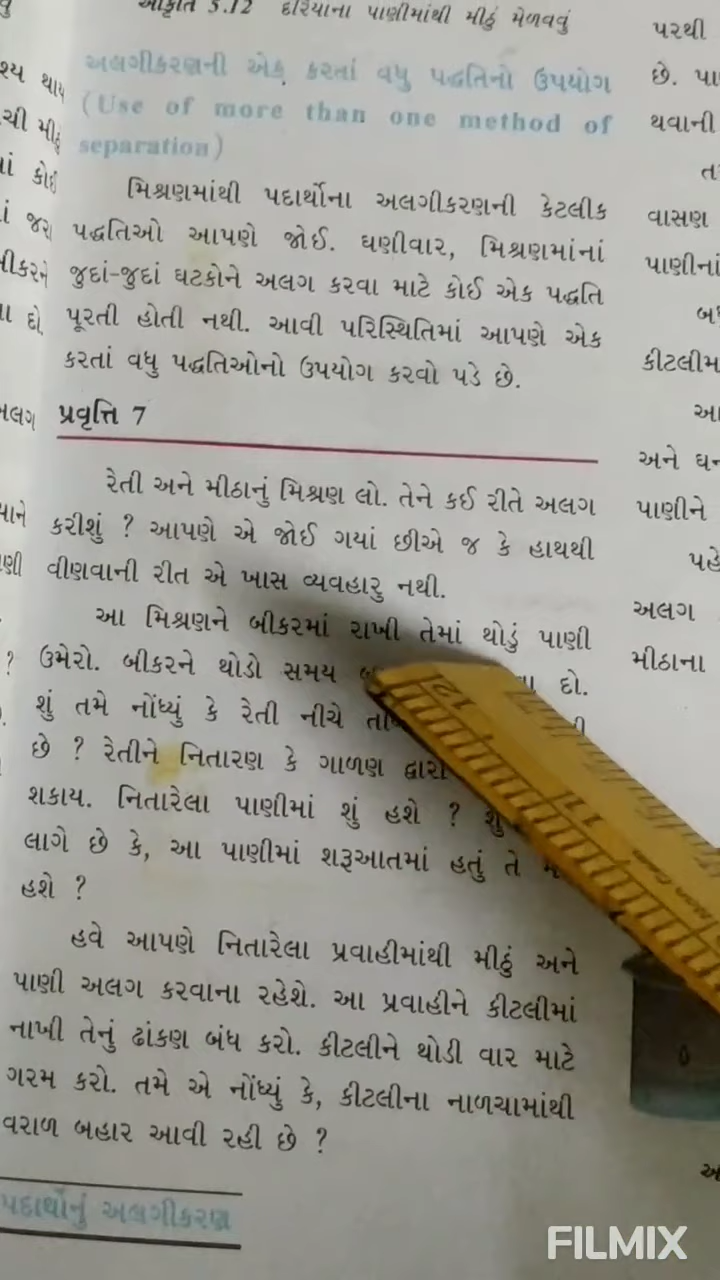 આકૃતિ 5.12 દરિયાના પાણીમાંથી મીઠું મેળવવું
અલગીકરણની એક કરતાં વધુ પદ્ધતિનો ઉપયોગ
(Use of more than one method of
separation)
મિશ્રણમાંથી પદાર્થોના અલગીકરણની કેટલીક
પદ્ધતિઓ આપણે જોઈ. ઘણીવાર, મિશ્રણમાંનાં
જુદાં-જુદાં ઘટકોને અલગ કરવા માટે કોઈ એક પદ્ધતિ
પૂરતી હોતી નથી. આવી પરિસ્થિતિમાં આપણે એક
કરતાં વધુ પદ્ધતિઓનો ઉપયોગ કરવો પડે છે.
પ્રવૃત્તિ 7
રેતી અને મીઠાનું મિશ્રણ લો. તેને કઈ રીતે અલગ
કરીશું ? આપણે એ જોઈ ગયાં છીએ જ કે હાથથી
વીણવાની રીત એ ખાસ વ્યવહારુ નથી.
આ મિશ્રણને બીકરમાં રાખી તેમાં થોડું પાણી
ઉમેરો. બીકરને થોડો સમય દો.
શું તમે નોંધ્યું કે રેતી નીચે
છે ? રેતીને નિતારણ કે ગાળણ દ્વારા
શકાય. નિતારેલા પાણીમાં શું હશે ?
લાગે છે કે, આ પાણીમાં શરૂઆતમાં હતું તે
હશે ?
હવે આપણે નિતારેલા પ્રવાહીમાંથી મીઠું અને
પાણી અલગ કરવાના રહેશે. આ પ્રવાહીને કીટલીમાં
નાખી તેનું ઢાંકણ બંધ કરો. કીટલીને થોડી વાર માટે
ગરમ કરો. તમે એ નોંધ્યું કે, કીટલીના નાળચામાંથી
વરાળ બહાર આવી રહી છે ?
પદાર્થોનું અલગીકરણ
પરથી
છે.
થવાની
વાસણ
પાણીનાં
અને
પાણીને
અલગ
મીઠાના
12
11
FILMIX